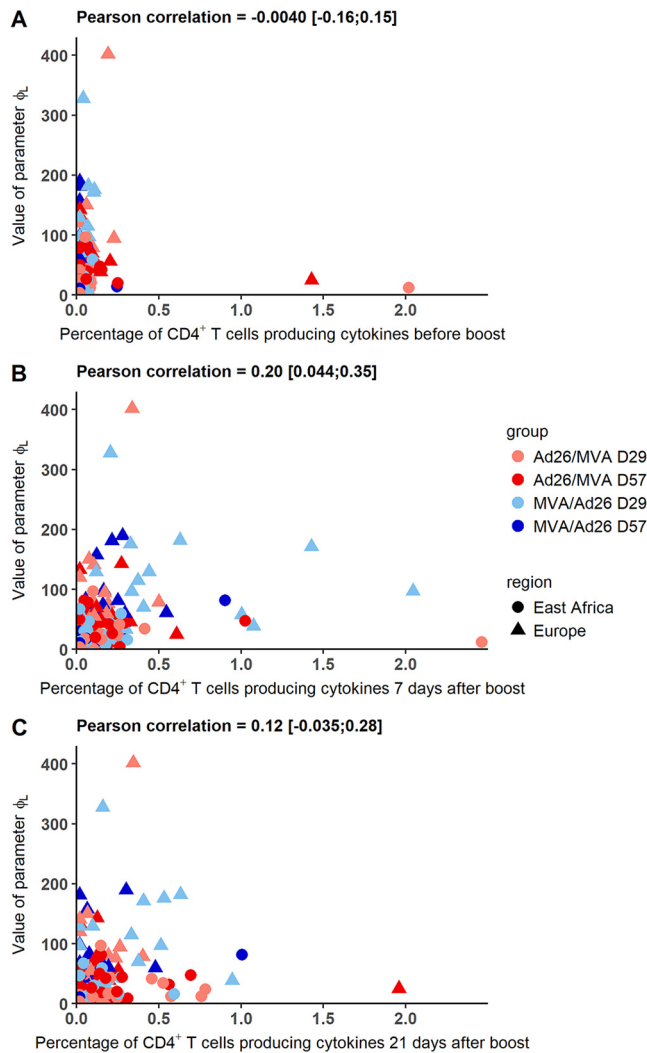 A
Pearson correlation = -0.0040 [-0.16;0.15]
Value of parameter ϕL
400
300
200
100
0
0.0 0.5 1.0 1.5 2.0
Percentage of CD4+ T cells producing cytokines before boost
B
Pearson correlation = 0.20 [0.044;0.35]
Value of parameter ϕL
400
300
200
100
0
0.0 0.5 1.0 1.5 2.0
Percentage of CD4+ T cells producing cytokines 7 days after boost
group
Ad26/MVA D29
Ad26/MVA D57
MVA/Ad26 D29
MVA/Ad26 D57
region
East Africa
Europe
C
Pearson correlation = 0.12 [-0.035;0.28]
Value of parameter ϕL
400
300
200
100
0
0.0 0.5 1.0 1.5 2.0
Percentage of CD4+ T cells producing cytokines 21 days after boost